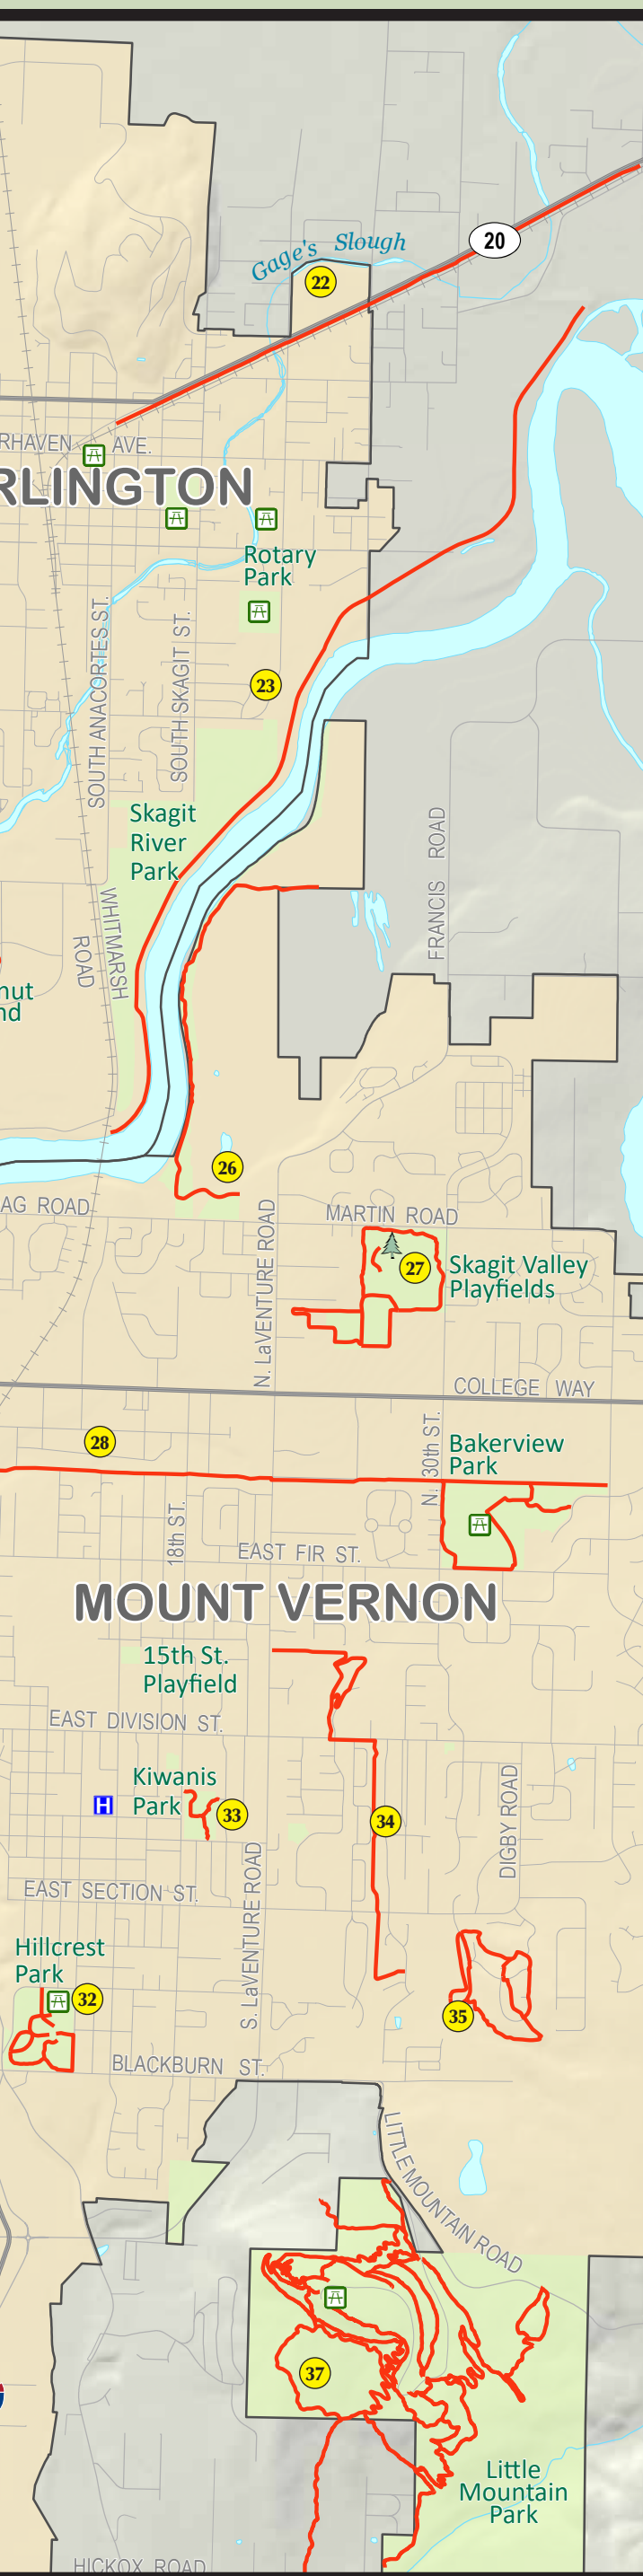 20
Gage's Slough
22
RHAVEN AVE.
RLINGTON
Rotary
Park
SOUTH ANACORTES ST.
SOUTH SKAGIT ST.
23
Skagit
River
Park
FRANCIS ROAD
WHITMARSH
ROAD
nut
nd
26
AG ROAD
MARTIN ROAD
N. LaVENTURE ROAD
27
Skagit Valley
Playfields
COLLEGE WAY
28
N. 30th ST.
Bakerview
Park
18th ST.
EAST FIR ST.
MOUNT VERNON
15th St.
Playfield
EAST DIVISION ST.
Kiwanis
Park
H
33
34
DIGBY ROAD
EAST SECTION ST.
S. LaVENTURE ROAD
Hillcrest
Park
32
35
BLACKBURN ST.
LITTLE MOUNTAIN ROAD
37
Little
Mountain
Park
HICKOX ROAD